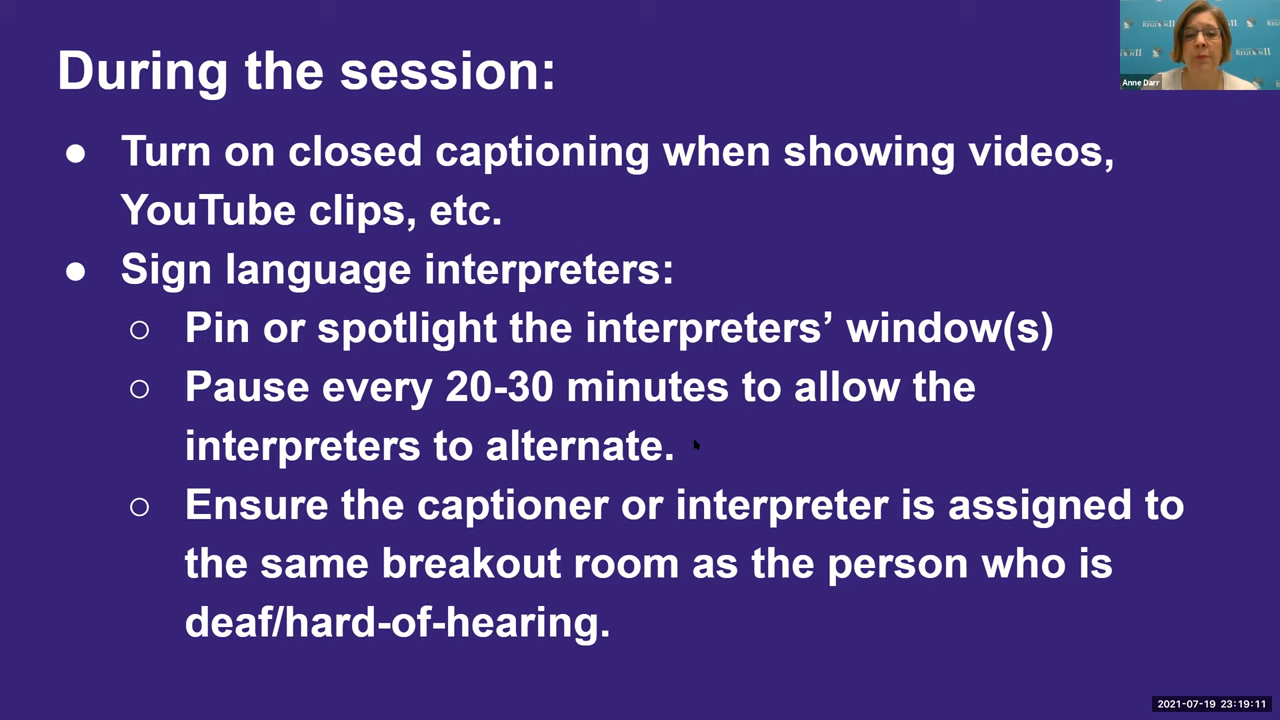 During the session:
● Turn on closed captioning when showing videos,
YouTube clips, etc.
● Sign language interpreters:
○ Pin or spotlight the interpreters’ window(s)
○ Pause every 20-30 minutes to allow the
interpreters to alternate.
○ Ensure the captioner or interpreter is assigned to
the same breakout room as the person who is
deaf/hard-of-hearing.
REGION 11
Anne Darr
2021-07-19 23:19:11